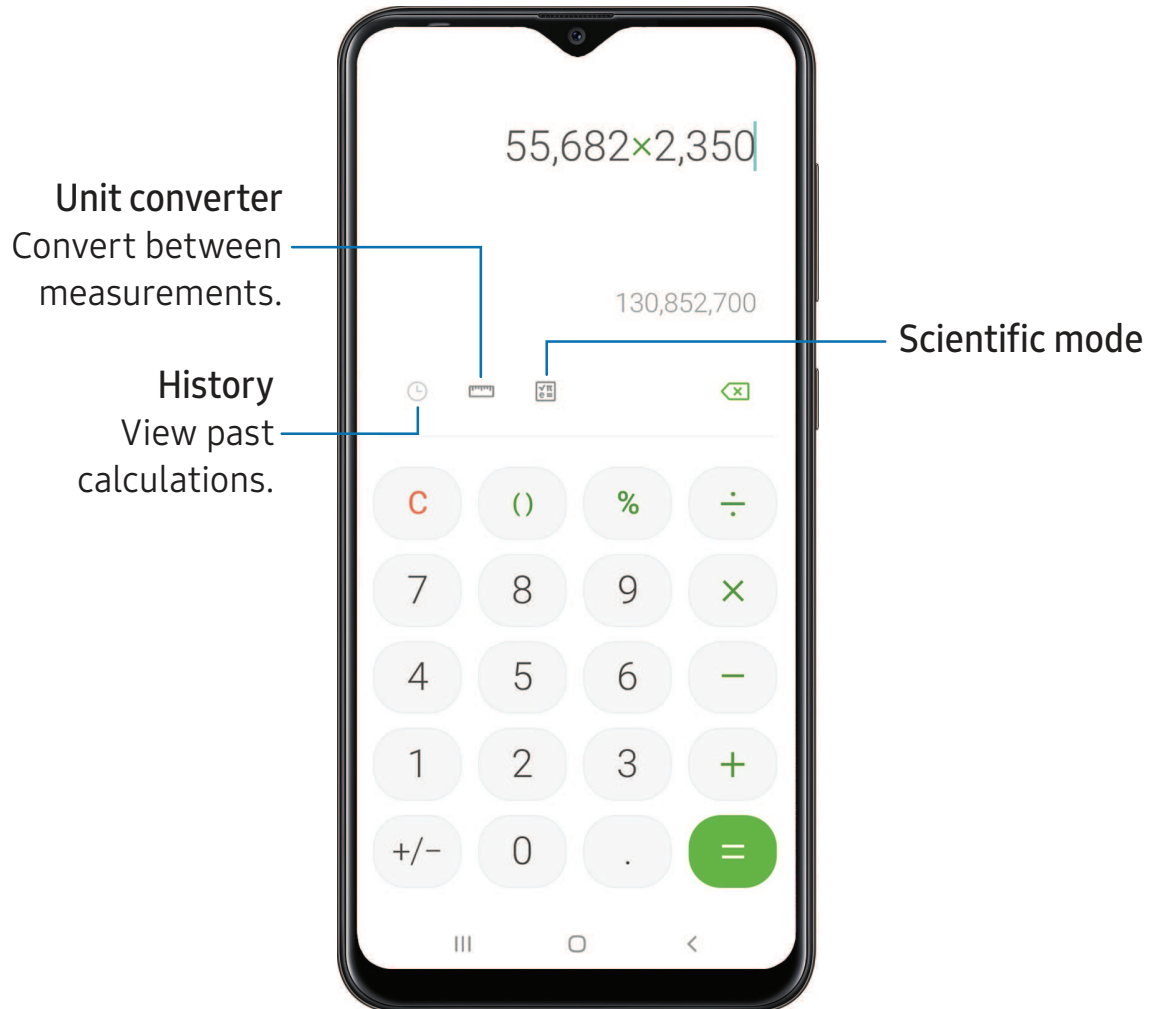 55,682×2,350
Unit converter
Convert between
measurements.
130,852,700
Scientific mode
History
View past
calculations.
√π
e=
C () % ÷
7 8 9 ×
4 5 6 −
1 2 3 +
+/− 0 . =